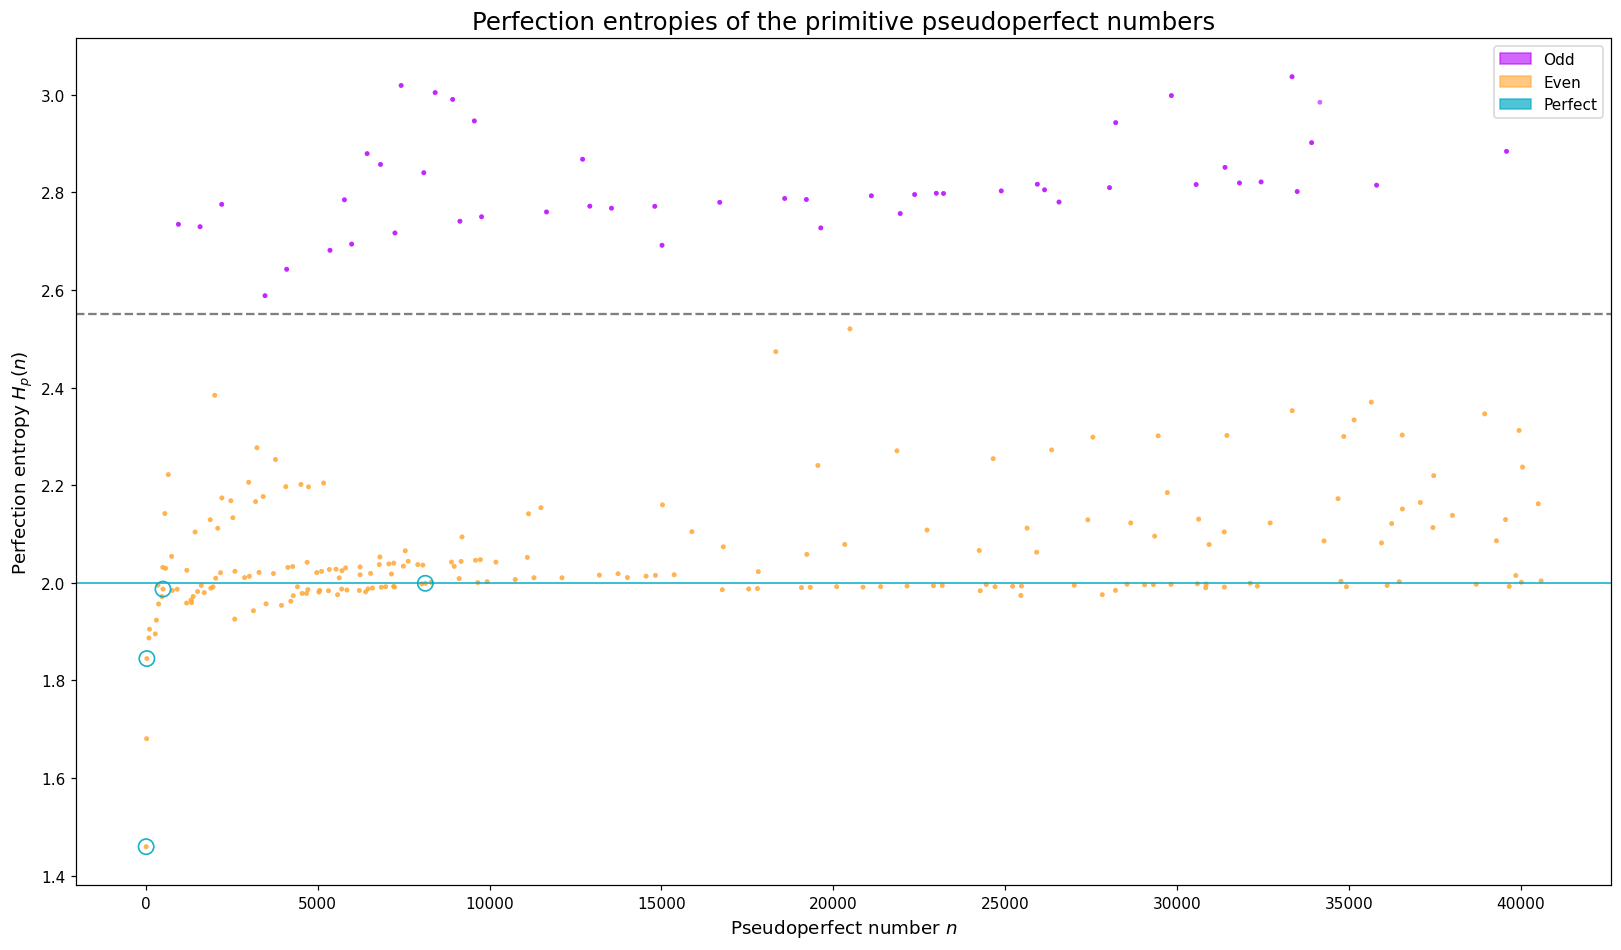 Perfection entropies of the primitive pseudoperfect numbers
Odd
Even
Perfect
3.0
2.8
2.6
2.4
2.2
2.0
1.8
1.6
1.4
Perfection entropy $H_p(n)$
0 5000 10000 15000 20000 25000 30000 35000 40000
Pseudoperfect number $n$